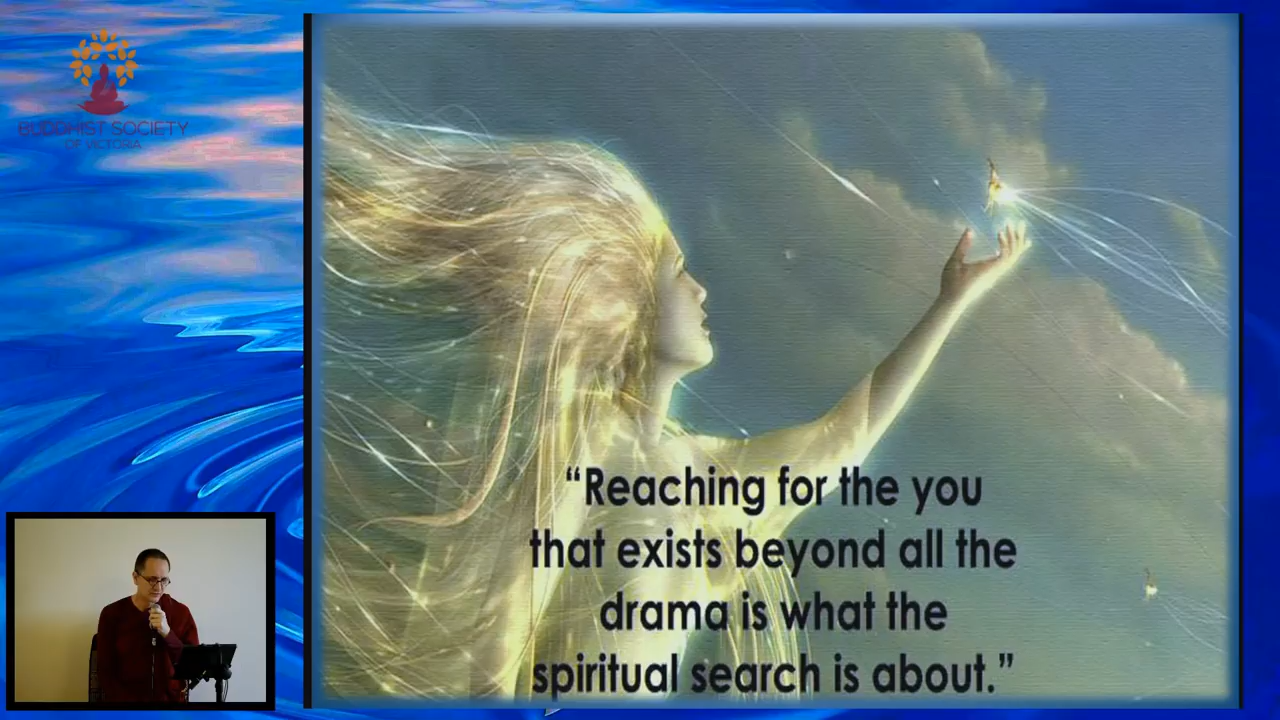 BUDDHIST SOCIETY
OF VICTORIA
“Reaching for the you
that exists beyond all the
drama is what the
spiritual search is about.”